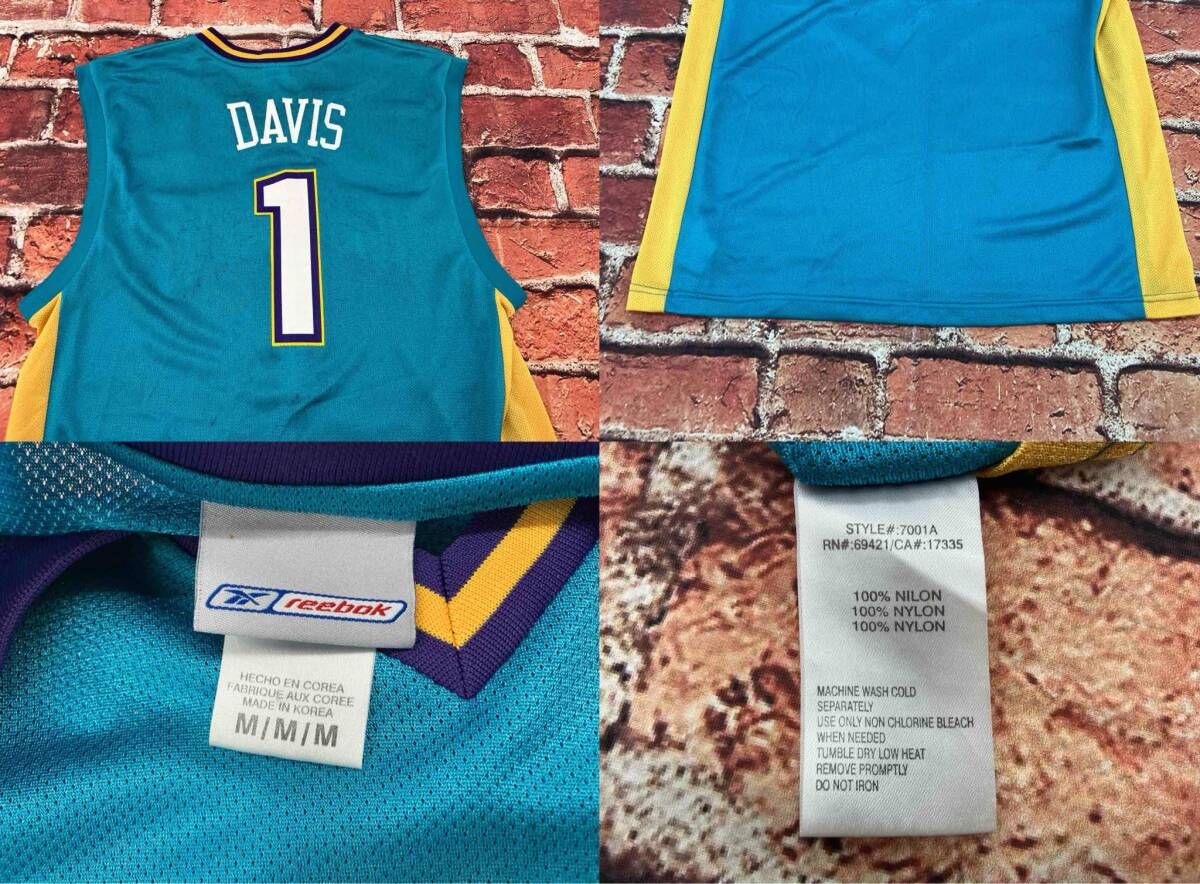 DAVIS
1
reebok
HECHO EN COREA
FABRIQUE AUX COREE
MADE IN KOREA
M/M/M
STYLE#:7001A
RN#:69421/CA#:17335
100% NILON
100% NYLON
100% NYLON
MACHINE WASH COLD
SEPARATELY
USE ONLY NON CHLORINE BLEACH
WHEN NEEDED
TUMBLE DRY LOW HEAT
REMOVE PROMPTLY
DO NOT IRON